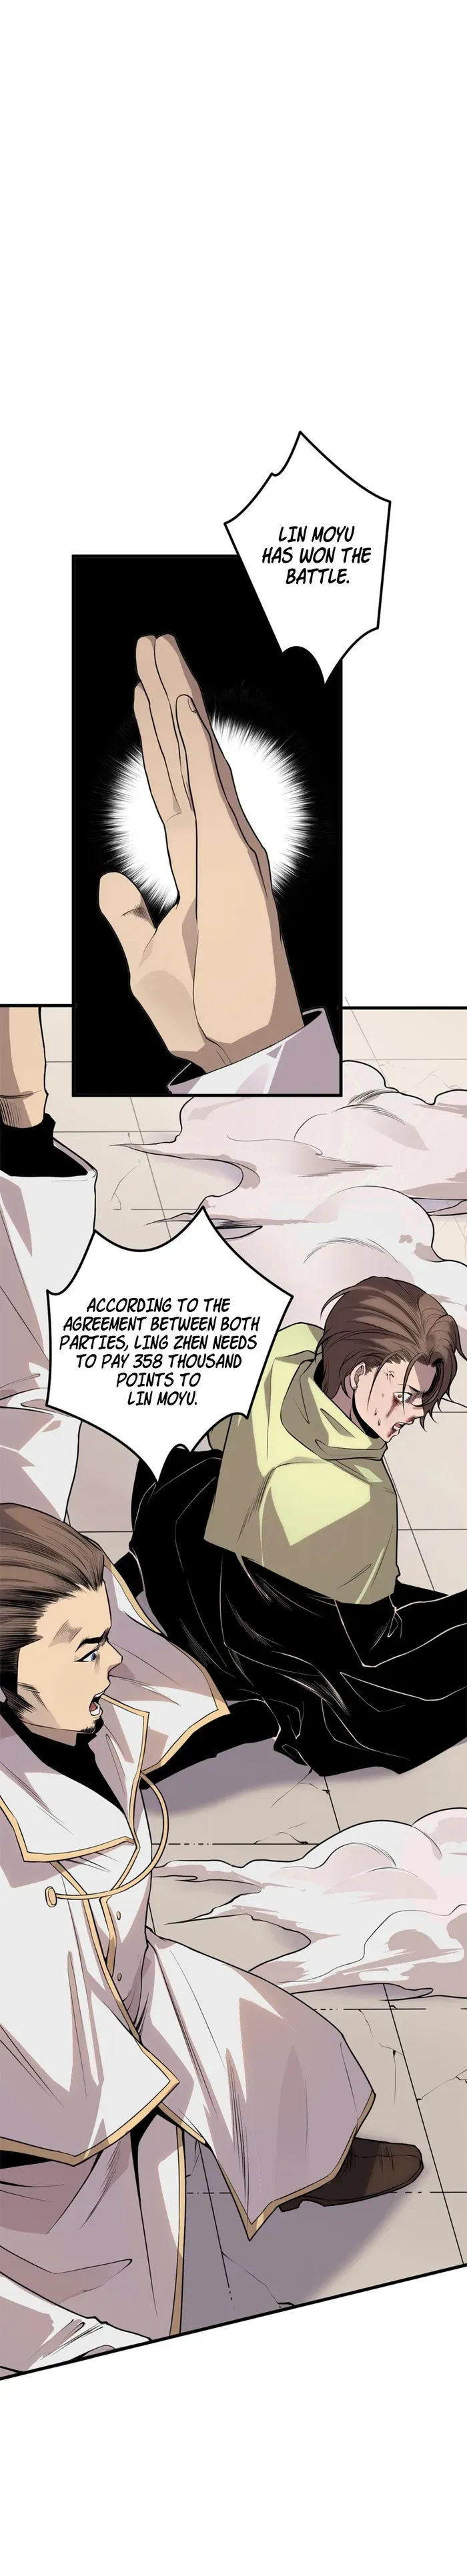 LIN MOYU
HAS WON THE
BATTLE.
ACCORDING TO THE
AGREEMENT BETWEEN BOTH
PARTIES, LING ZHEN NEEDS
TO PAY 358 THOUSAND
POINTS TO
LIN MOYU.